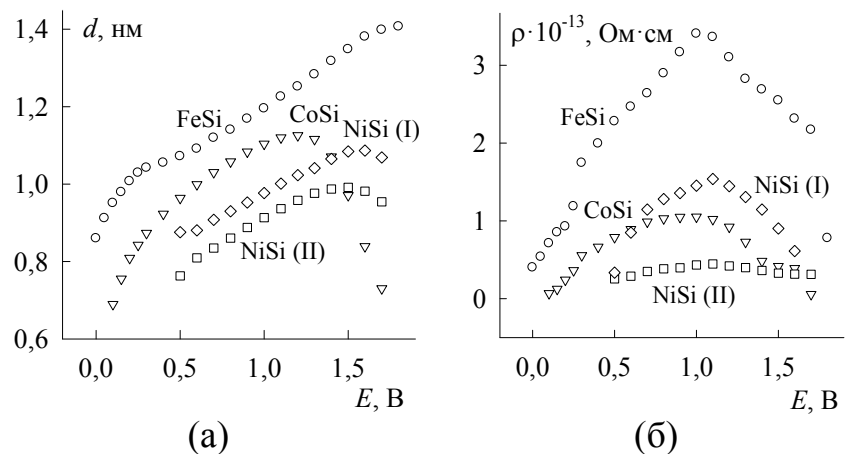 d, нм
1,4
1,2
1,0
0,8
0,6
FeSi
CoSi
NiSi (I)
NiSi (II)
0,0 0,5 1,0 1,5
E, В
(а)
ρ·10⁻¹³, Ом·см
3
2
1
0
FeSi
NiSi (I)
CoSi
NiSi (II)
0,0 0,5 1,0 1,5
E, В
(б)